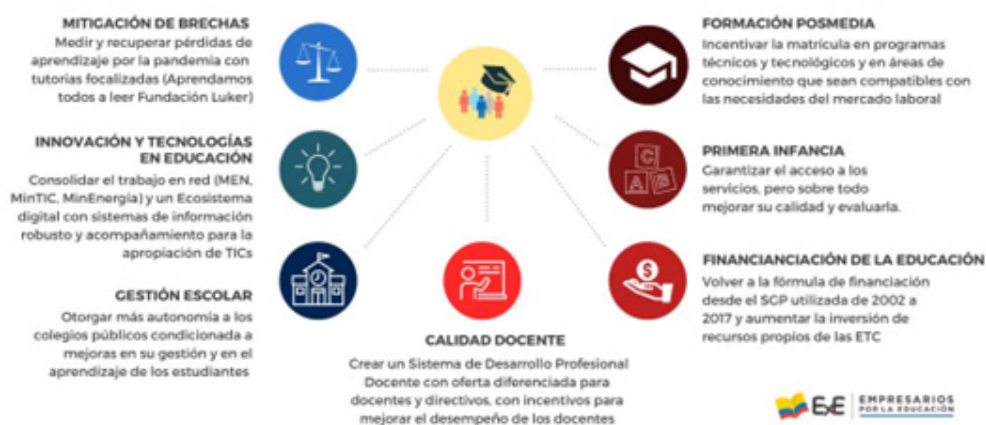 MITIGACIÓN DE BRECHAS
Medir y recuperar pérdidas de
aprendizaje por la pandemia con
tutorias focalizadas (Aprendamos
todos a leer Fundación Luker)
INNOVACIÓN Y TECNOLOGÍAS
EN EDUCACIÓN
Consolidar el trabajo en red (MEN,
MinTIC, MinEnergía) y un Ecosistema
digital con sistemas de información
robusto y acompañamiento para la
apropiación de TICs
GESTIÓN ESCOLAR
Otorgar más autonomía a los
colegios públicos condicionada a
mejoras en su gestión y en el
aprendizaje de los estudiantes
CALIDAD DOCENTE
Crear un Sistema de Desarrollo Profesional
Docente con oferta diferenciada para
docentes y directivos, con incentivos para
mejorar el desempeño de los docentes
FORMACIÓN POSMEDIA
Incentivar la matrícula en programas
técnicos y tecnológicos y en áreas de
conocimiento que sean compatibles con
las necesidades del mercado laboral
C
A B
PRIMERA INFANCIA
Garantizar el acceso a los
servicios, pero sobre todo
mejorar su calidad y evaluarla.
$
FINANCIANCIACIÓN DE LA EDUCACIÓN
Volver a la fórmula de financiación
desde el SGP utilizada de 2002 a
2017 y aumentar la inversión de
recursos propios de las ETC
ExE EMPRESARIOS
POR LA EDUCACIÓN